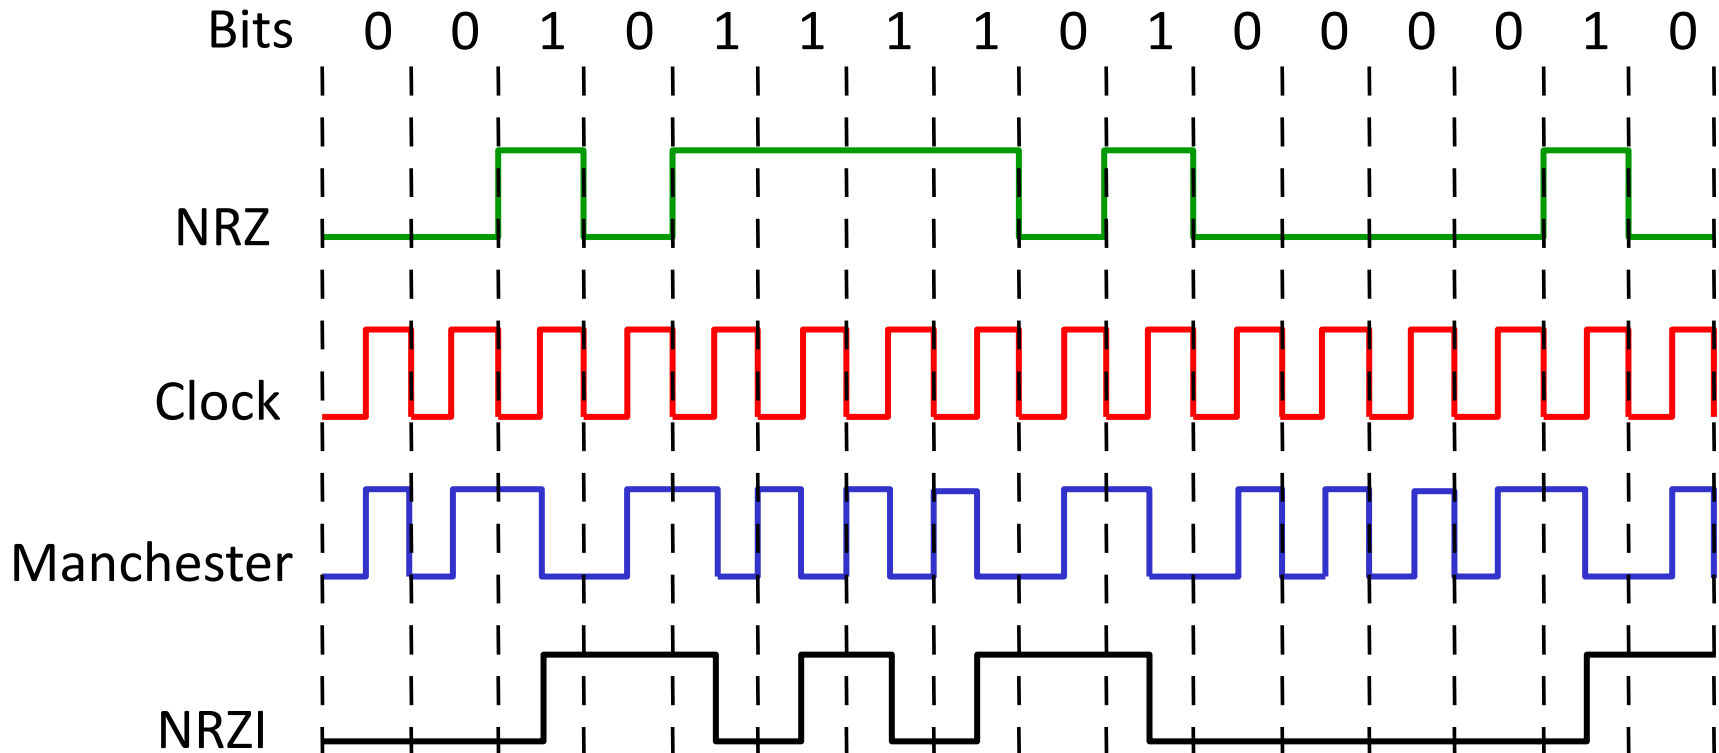 Bits 0 0 1 0 1 1 1 1 0 1 0 0 0 0 1 0
NRZ
Clock
Manchester
NRZI